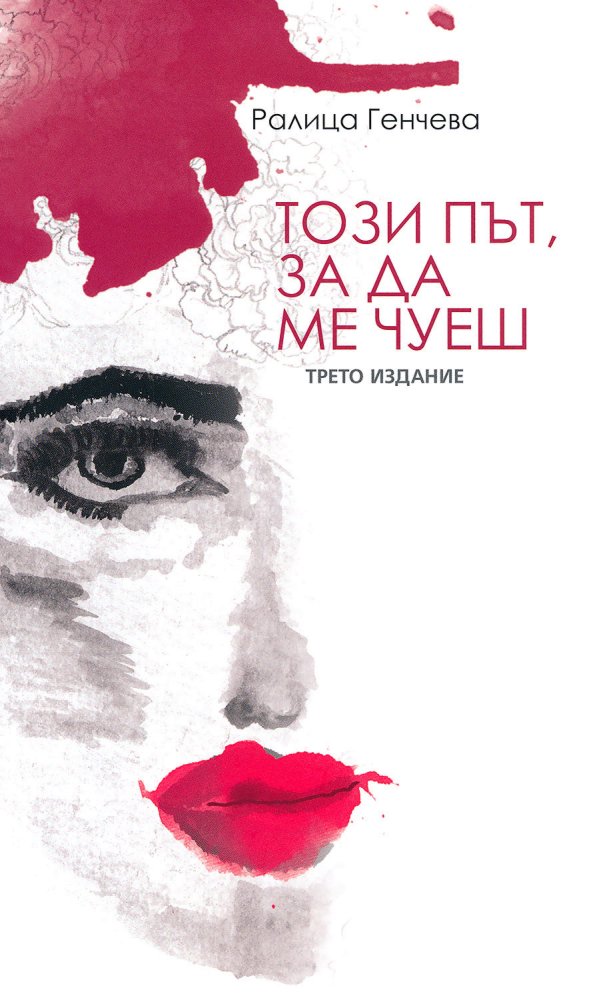 Ралица Генчева
ТОЗИ ПЪТ,
ЗА ДА
МЕ ЧУЕШ
ТРЕТО ИЗДАНИЕ